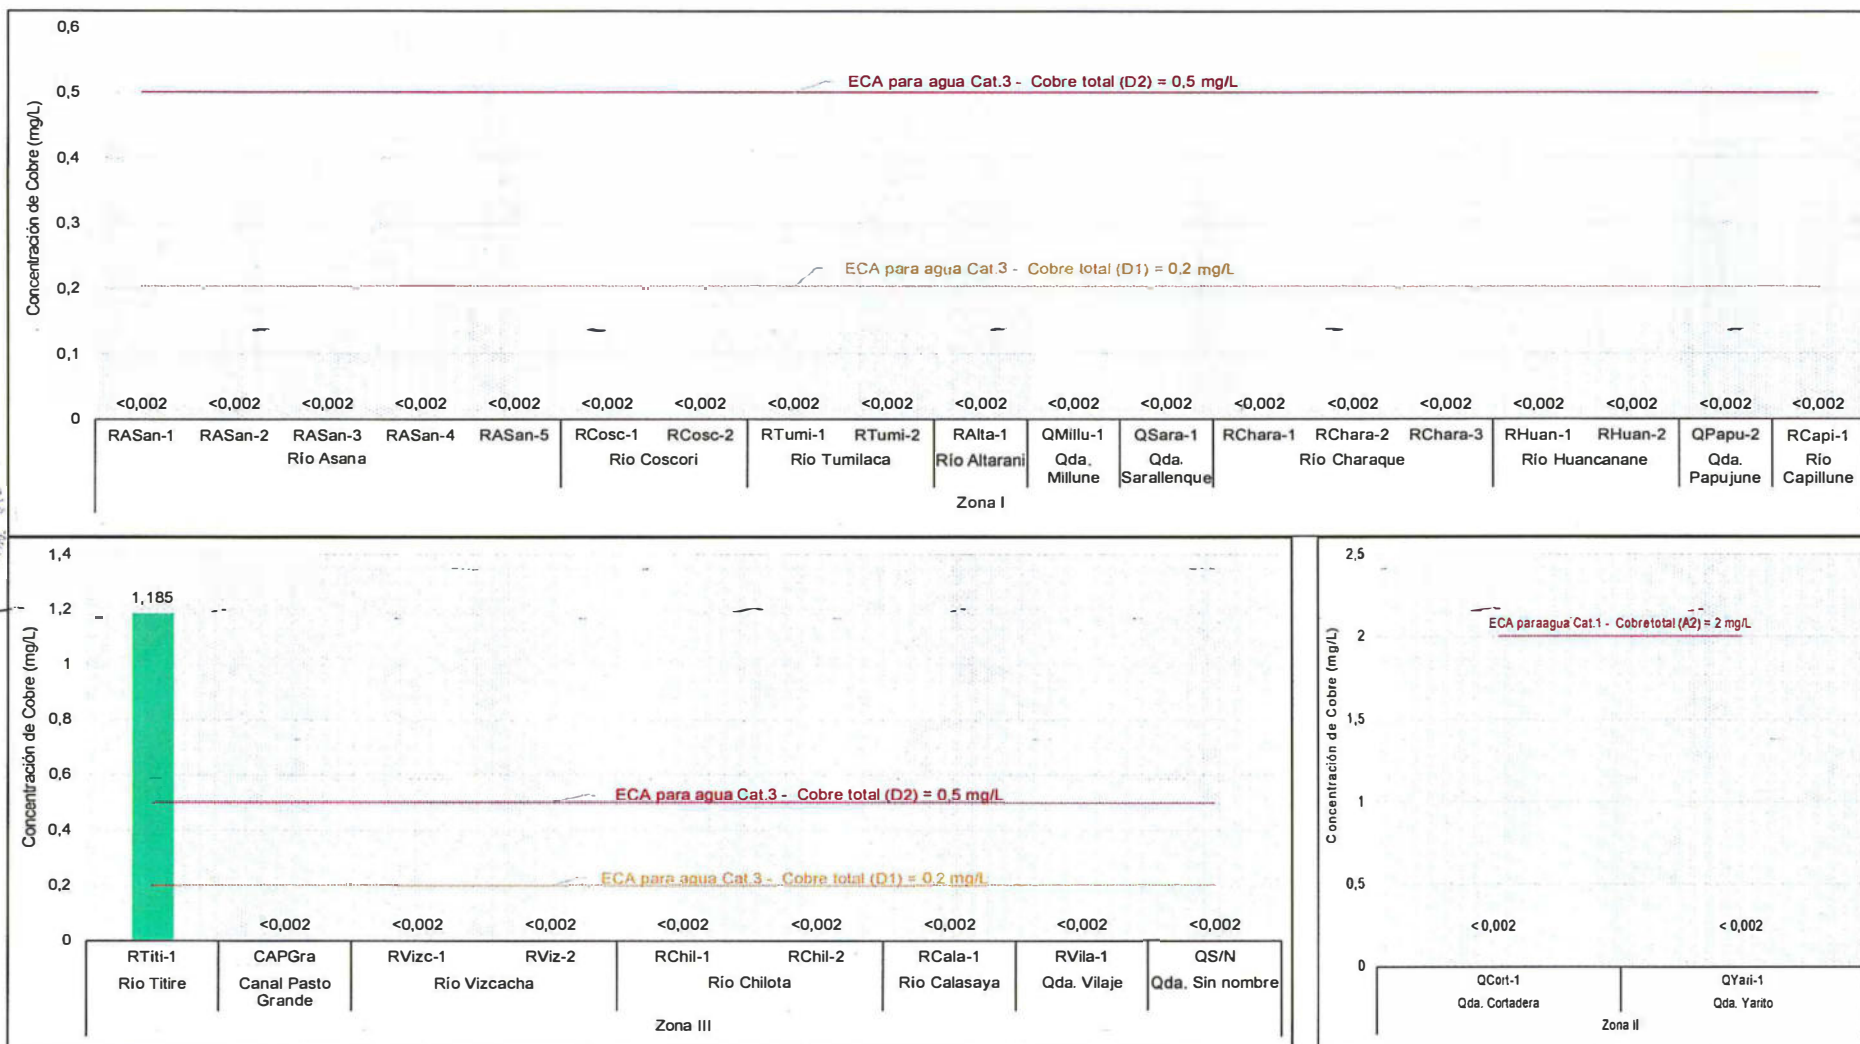 0,6
0,5
0,4
0,3
0,2
0,1
0
Concentración de Cobre (mg/L)
ECA para agua Cat.3 - Cobre total (D2) = 0,5 mg/L
ECA para agua Cat.3 - Cobre total (D1) = 0,2 mg/L
<0,002 <0,002 <0,002 <0,002 <0,002 <0,002 <0,002 <0,002 <0,002 <0,002 <0,002 <0,002 <0,002 <0,002 <0,002 <0,002 <0,002 <0,002 <0,002
RASan-1 RASan-2 RASan-3 RASan-4 RASan-5 RCosc-1 RCosc-2 RTumi-1 RTumi-2 RAlta-1 QMillu-1 QSara-1 RChara-1 RChara-2 RChara-3 RHuan-1 RHuan-2 QPapu-2 RCapi-1
Río Asana Río Coscori Río Tumilaca Río Altarani Qda. Millune Qda. Sarallenque Río Charaque Río Huancanane Qda. Papujune Río Capillune
Zona I
1,4
1,2
1
0,8
0,6
0,4
0,2
0
Concentración de Cobre (mg/L)
1,185
ECA para agua Cat.3 - Cobre total (D2) = 0,5 mg/L
ECA para agua Cat.3 - Cobre total (D1) = 0,2 mg/L
<0,002 <0,002 <0,002 <0,002 <0,002 <0,002 <0,002 <0,002
RTiti-1 CAPGra RVizc-1 RViz-2 RChil-1 RChil-2 RCala-1 RVila-1 QS/N
Río Titire Canal Pasto Grande Río Vizcacha Río Chilota Río Calasaya Qda. Vilaje Qda. Sin nombre
Zona III
2,5
2
1,5
1
0,5
0
Concentración de Cobre (mg/L)
ECA para agua Cat.1 - Cobre total (A2) = 2 mg/L
<0,002 <0,002
QCort-1 QYari-1
Qda. Cortadera Qda. Yarito
Zona II